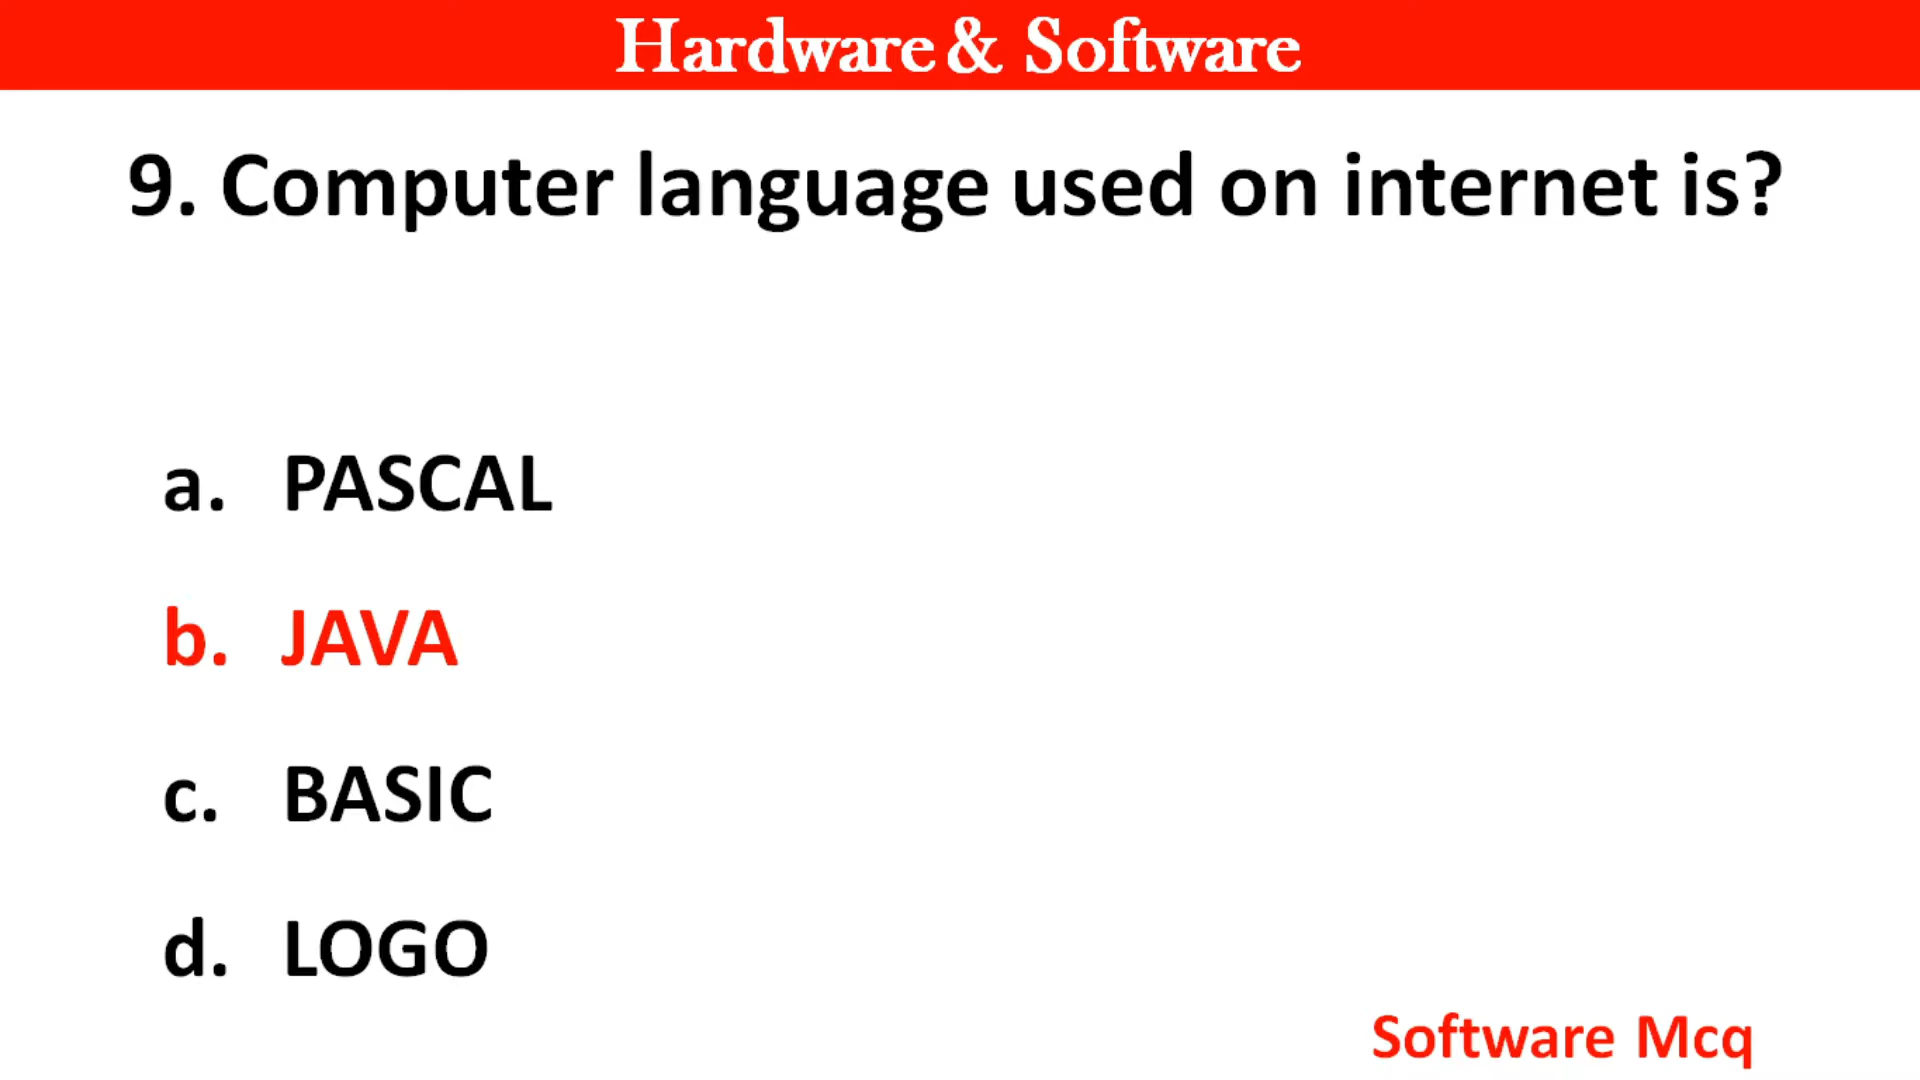 Hardware & Software
9. Computer language used on internet is?
a. PASCAL
b. JAVA
c. BASIC
d. LOGO
Software Mcq